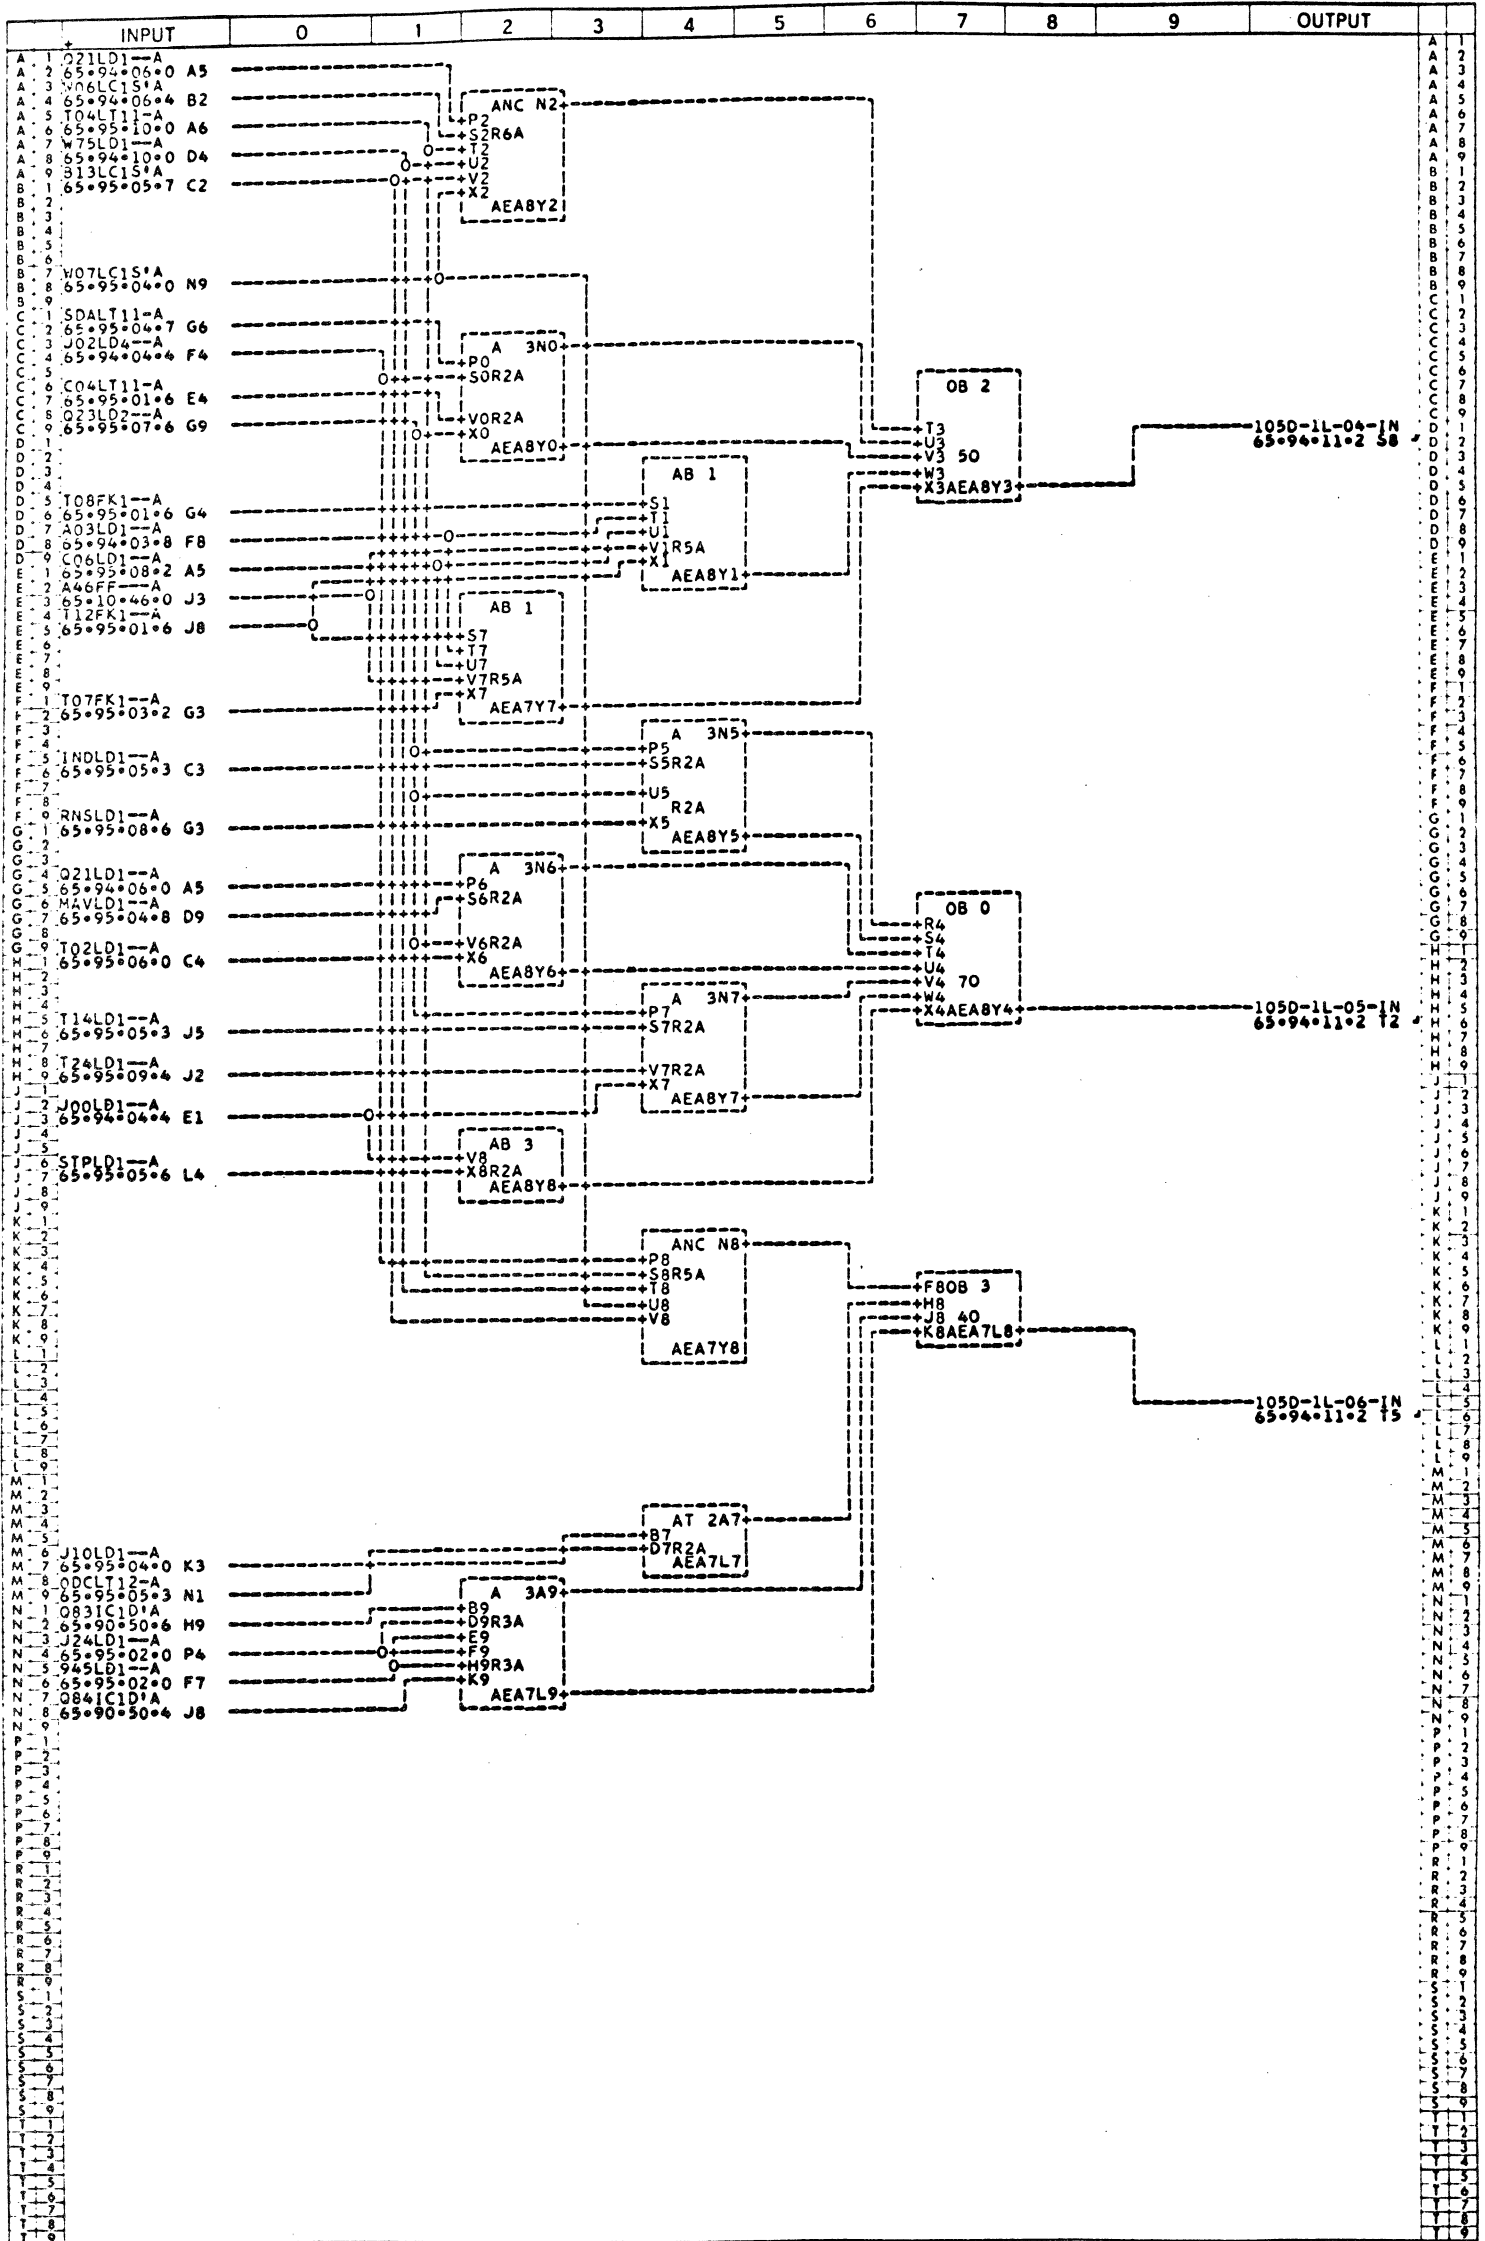 INPUT 0 1 2 3 4 5 6 7 8 9 OUTPUT
Q21LD1--A
65•94•06•0 A5
W06LC1S'A
65•94•06•4 B2
T04LT11-A
65•95•10•0 A6
W75LD1--A
65•94•10•0 D4
B13LC1S'A
65•95•05•7 C2
ANC N2
P2
S2R6A
T2
U2
V2
X2
AEA8Y2
W07LC1S'A
65•95•04•0 N9
SDALT11-A
65•95•04•7 G6
J02LD4--A
65•94•04•4 F4
C04LT11-A
65•95•01•6 E4
Q23LD2--A
65•95•07•6 G9
A 3N0
P0
S0R2A
V0R2A
X0
AEA8Y0
OB 2
T3
U3
V3 50
W3
X3AEA8Y3
105D-1L-04-IN
65•94•11•2 S8
T08FK1--A
65•95•01•6 G4
A03LD1--A
65•94•03•8 F8
C06LD1--A
65•95•08•2 A5
A46FF---A
65•10•46•0 J3
T12FK1--A
65•95•01•6 J8
AB 1
S1
T1
U1
V1R5A
X1
AEA8Y1
AB 1
S7
T7
U7
V7R5A
X7
AEA7Y7
T07FK1--A
65•95•03•2 G3
INDLD1--A
65•95•05•3 C3
RNSLD1--A
65•95•08•6 G3
A 3N5
P5
S5R2A
U5
R2A
X5
AEA8Y5
Q21LD1--A
65•94•06•0 A5
MAVLD1--A
65•95•04•8 D9
T02LD1--A
65•95•06•0 C4
A 3N6
P6
S6R2A
V6R2A
X6
AEA8Y6
OB 0
R4
S4
T4
U4
V4 70
W4
X4AEA8Y4
105D-1L-05-IN
65•94•11•2 T2
T14LD1--A
65•95•05•3 J5
T24LD1--A
65•95•09•4 J2
J00LD1--A
65•94•04•4 E1
A 3N7
P7
S7R2A
V7R2A
X7
AEA8Y7
STPLD1--A
65•95•05•6 L4
AB 3
V8
X8R2A
AEA8Y8
ANC N8
P8
S8R5A
T8
U8
V8
AEA7Y8
F8OB 3
H8
J8 40
K8AEA7L8
105D-1L-06-IN
65•94•11•2 T5
AT 2A7
B7
D7R2A
AEA7L7
J10LD1--A
65•95•04•0 K3
ODCLT12-A
65•95•05•3 N1
Q83IC1D'A
65•90•50•6 H9
J24LD1--A
65•95•02•0 P4
945LD1--A
65•95•02•0 F7
Q84IC1D'A
65•90•50•4 J8
A 3A9
B9
D9R3A
E9
F9
H9R3A
K9
AEA7L9